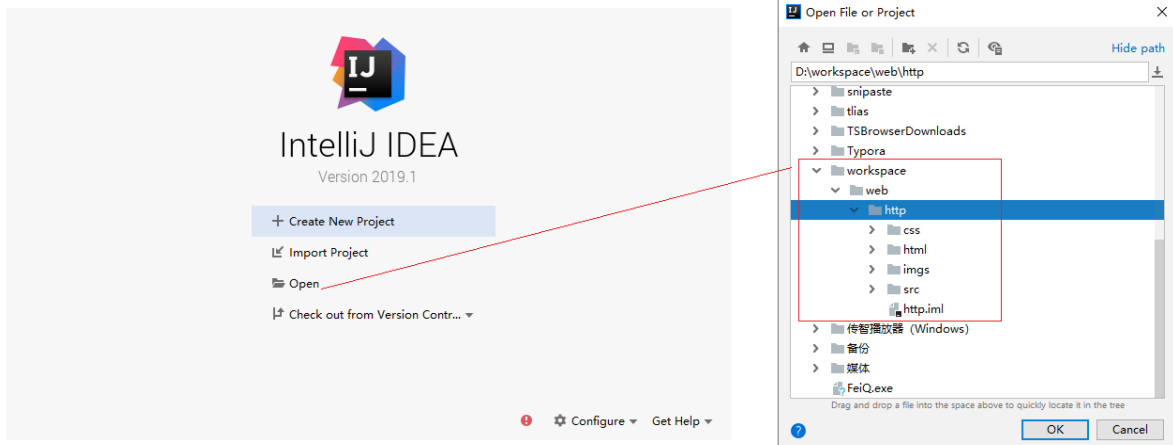 IJ
IntelliJ IDEA
Version 2019.1
Create New Project
Import Project
Open
Check out from Version Contr...
Configure
Get Help
IJ Open File or Project
Hide path
D:\workspace\web\http
snipaste
tlias
TSBrowserDownloads
Typora
workspace
web
http
css
html
imgs
src
http.iml
传智播放器（Windows）
备份
媒体
FeiQ.exe
Drag and drop a file into the space above to quickly locate it in the tree
?
OK
Cancel